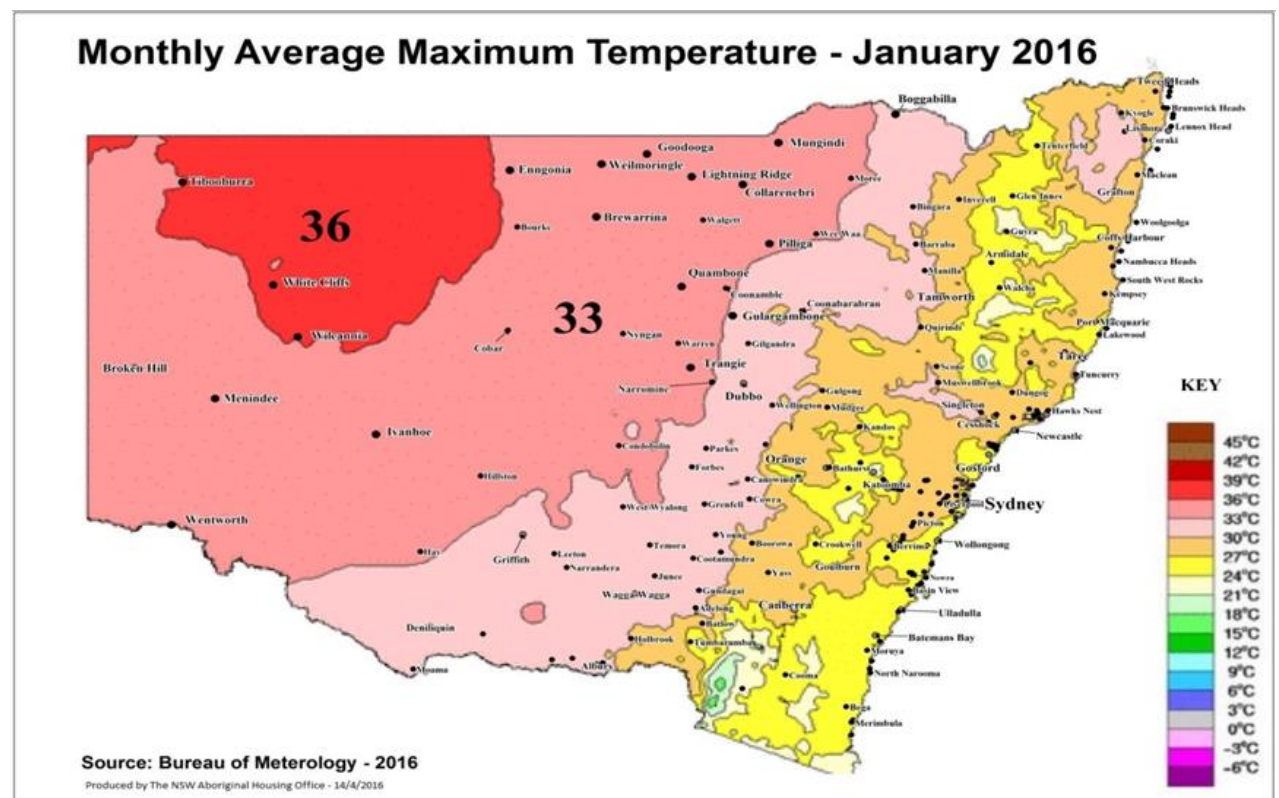 Monthly Average Maximum Temperature - January 2016
Tweed Heads
Boggabilla
Kyogle
Brunswick Heads
Lismore
Lennox Head
Coraki
Goodooga
Mungindi
Tenterfield
Enngonia
Weilmoringle
Lightning Ridge
Moree
Maclean
Tibooburra
Collarenebri
Grafton
Bingara
Inverell
Glen Innes
36
Brewarrina
Walgett
Woolgoolga
Bourke
Wee Waa
Guyra
Coffs Harbour
Pilliga
Barraba
Armidale
Nambucca Heads
Quambone
Manilla
South West Rocks
White Cliffs
Coonamble
Walcha
Kempsey
Coonabarabran
Tamworth
33
Gulargambone
Port Macquarie
Wilcannia
Nyngan
Quirindi
Lakewood
Cobar
Warren
Gilgandra
Taree
Broken Hill
Trangie
Scone
Tuncurry
Narromine
Muswellbrook
KEY
Menindee
Dubbo
Gulgong
Dungog
Wellington
Mudgee
Singleton
Hawks Nest
Cessnock
Ivanhoe
Kandos
Newcastle
Condobolin
Parkes
45°C
Orange
42°C
Forbes
Bathurst
Gosford
Hillston
Canowindra
Katoomba
39°C
36°C
West Wyalong
Grenfell
Cowra
Sydney
33°C
Wentworth
Picton
30°C
Young
Hay
Griffith
Leeton
Temora
Boorowa
Crookwell
Berrima
Wollongong
27°C
Narrandera
Cootamundra
Goulburn
24°C
Junee
Yass
Nowra
21°C
Wagga Wagga
Gundagai
Basin View
Adelong
Canberra
Ulladulla
18°C
Deniliquin
Batlow
15°C
Holbrook
Tumbarumba
Batemans Bay
12°C
Moruya
Moama
Albury
Cooma
North Narooma
9°C
6°C
Bega
3°C
Merimbula
0°C
-3°C
-6°C
Source: Bureau of Meterology - 2016
Produced by The NSW Aboriginal Housing Office - 14/4/2016